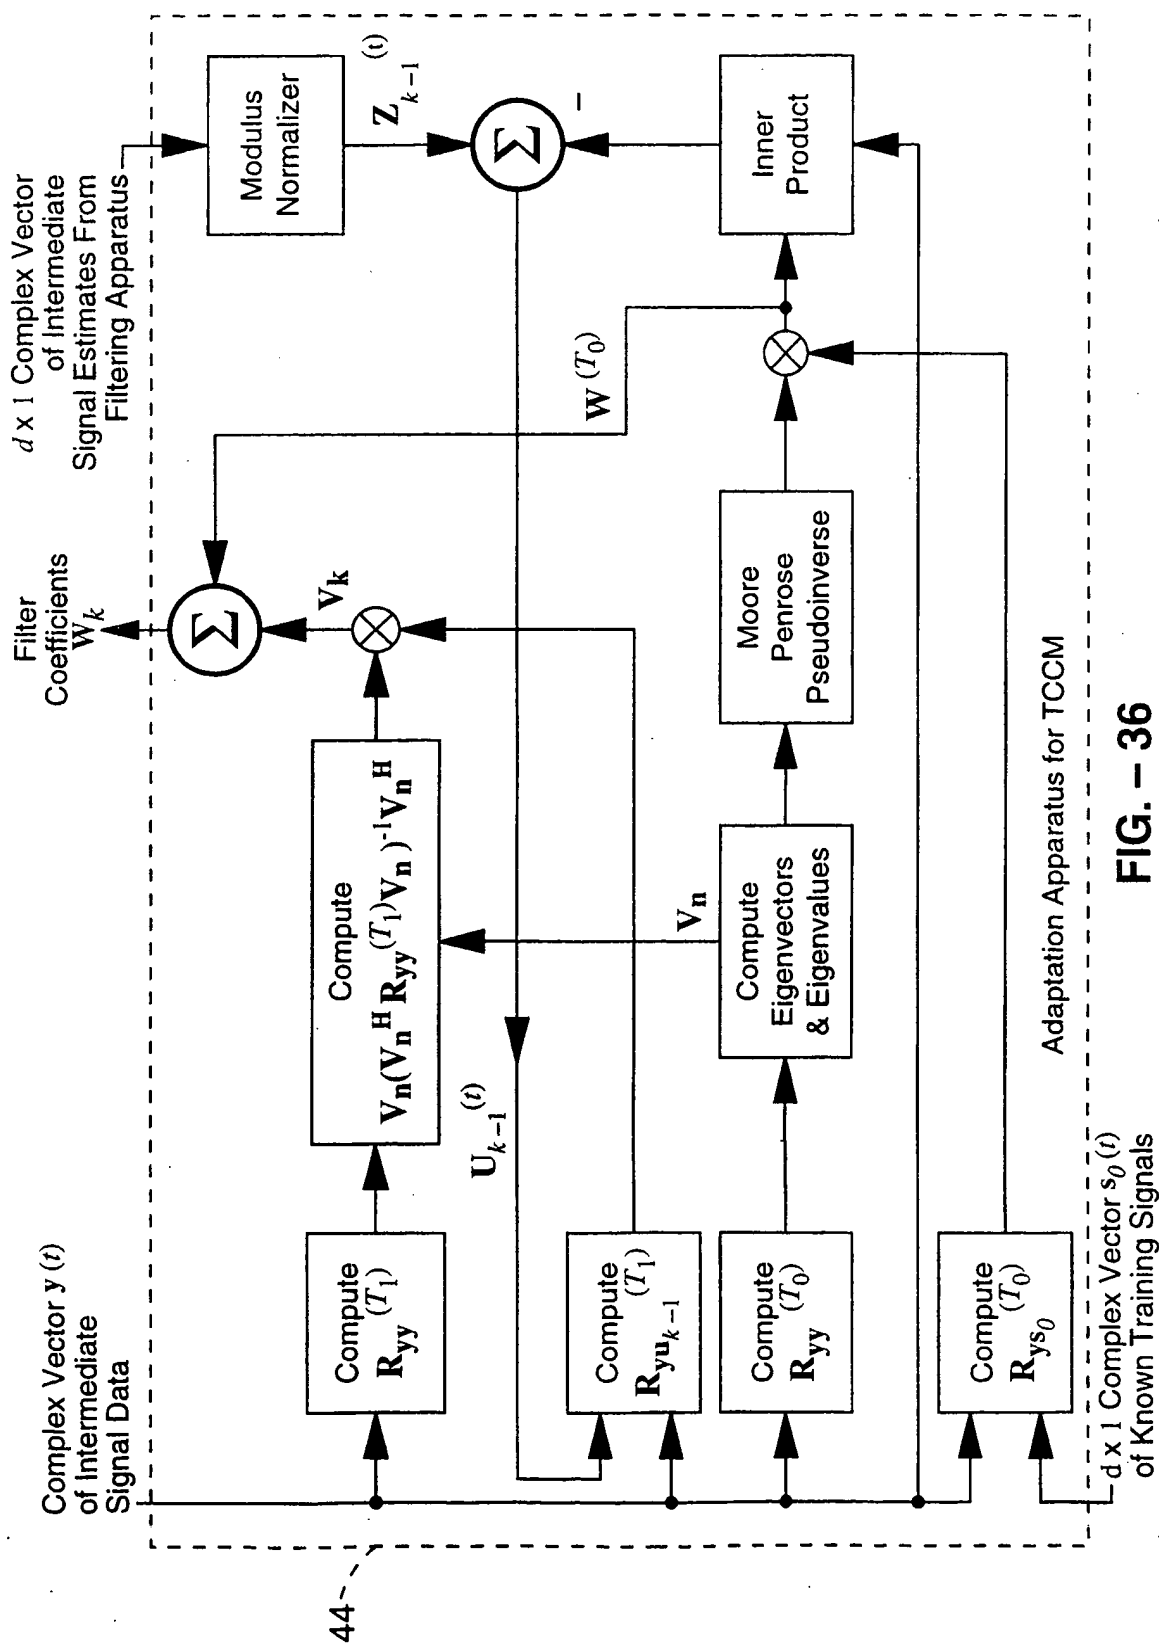 Complex Vector y (t)
of Intermediate
Signal Data
Filter
Coefficients
W_k
d x 1 Complex Vector
of Intermediate
Signal Estimates From
Filtering Apparatus
44
Compute
R_yy^(T_1)
Compute
V_n(V_n^H R_yy^(T_1) V_n)^-1 V_n^H
V_k
Σ
Modulus
Normalizer
Z_k–1^(t)
U_k–1^(t)
W^(T_0)
Σ
–
Compute
R_yu_k–1^(T_1)
Compute
R_yy^(T_0)
Compute
Eigenvectors
& Eigenvalues
V_n
Moore
Penrose
Pseudoinverse
Inner
Product
Compute
R_ys_0^(T_0)
d x 1 Complex Vector s_0 (t)
of Known Training Signals
Adaptation Apparatus for TCCM
FIG. – 36